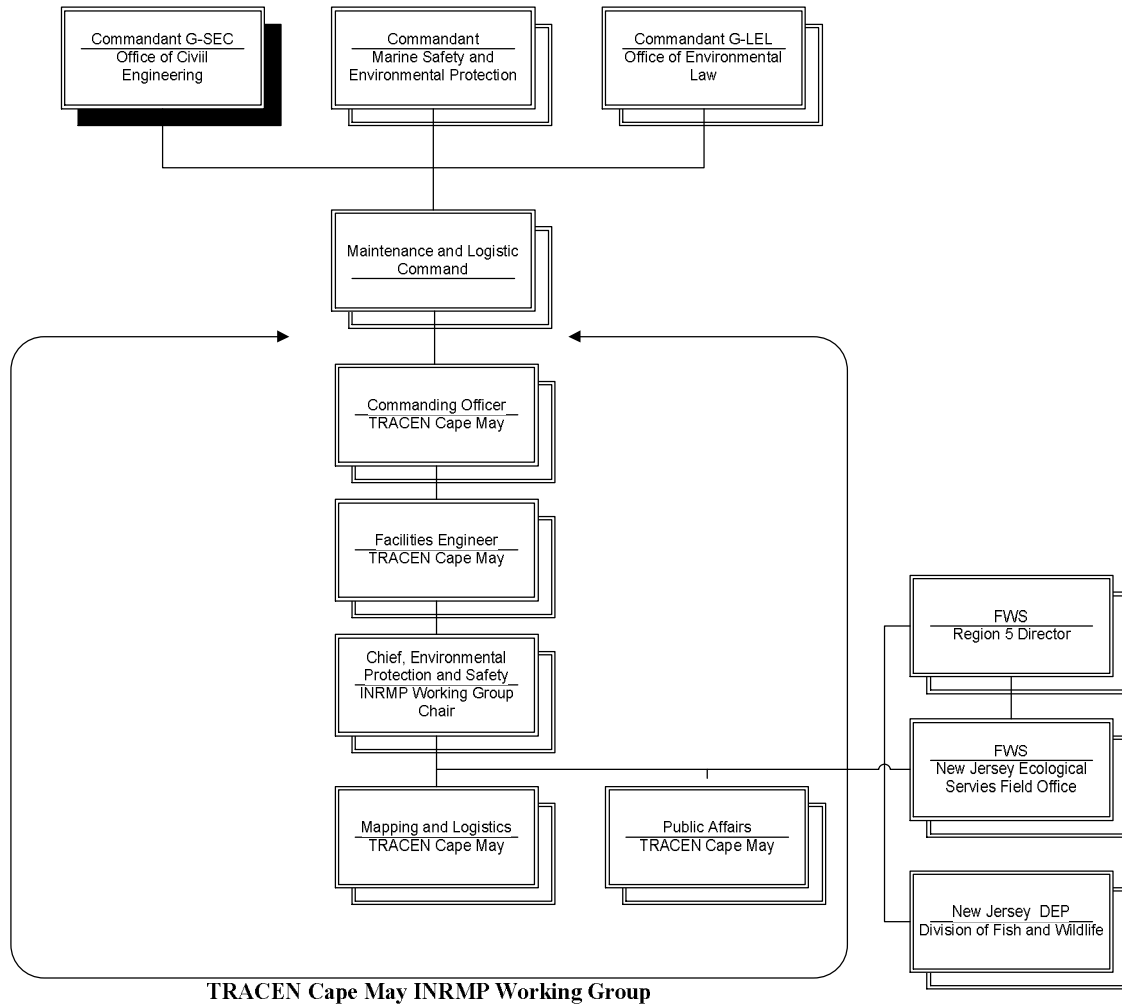 Commandant G-SEC
Office of Civiil
Engineering
Commandant
Marine Safety and
Environmental Protection
Commandant G-LEL
Office of Environmental
Law
Maintenance and Logistic
Command
Commanding Officer
TRACEN Cape May
Facilities Engineer
TRACEN Cape May
Chief, Environmental
Protection and Safety
INRMP Working Group
Chair
Mapping and Logistics
TRACEN Cape May
Public Affairs
TRACEN Cape May
FWS
Region 5 Director
FWS
New Jersey Ecological
Servies Field Office
New Jersey DEP
Division of Fish and Wildlife
TRACEN Cape May INRMP Working Group